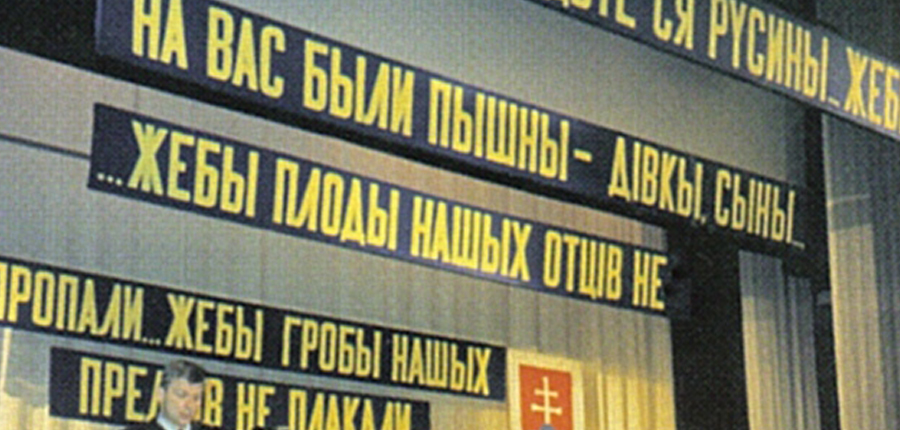 СЯ РУСИНЫ...ЖЕБ
НА ВАС БЫЛИ ПЫШНЫ - ДІВКЫ, СЫНЫ...
...ЖЕБЫ ПЛОДЫ НАШЫХ ОТЦІВ НЕ
ПРОПАЛИ...ЖЕБЫ ГРОБЫ НАШЫХ
НЕ ПЛАКАЛИ